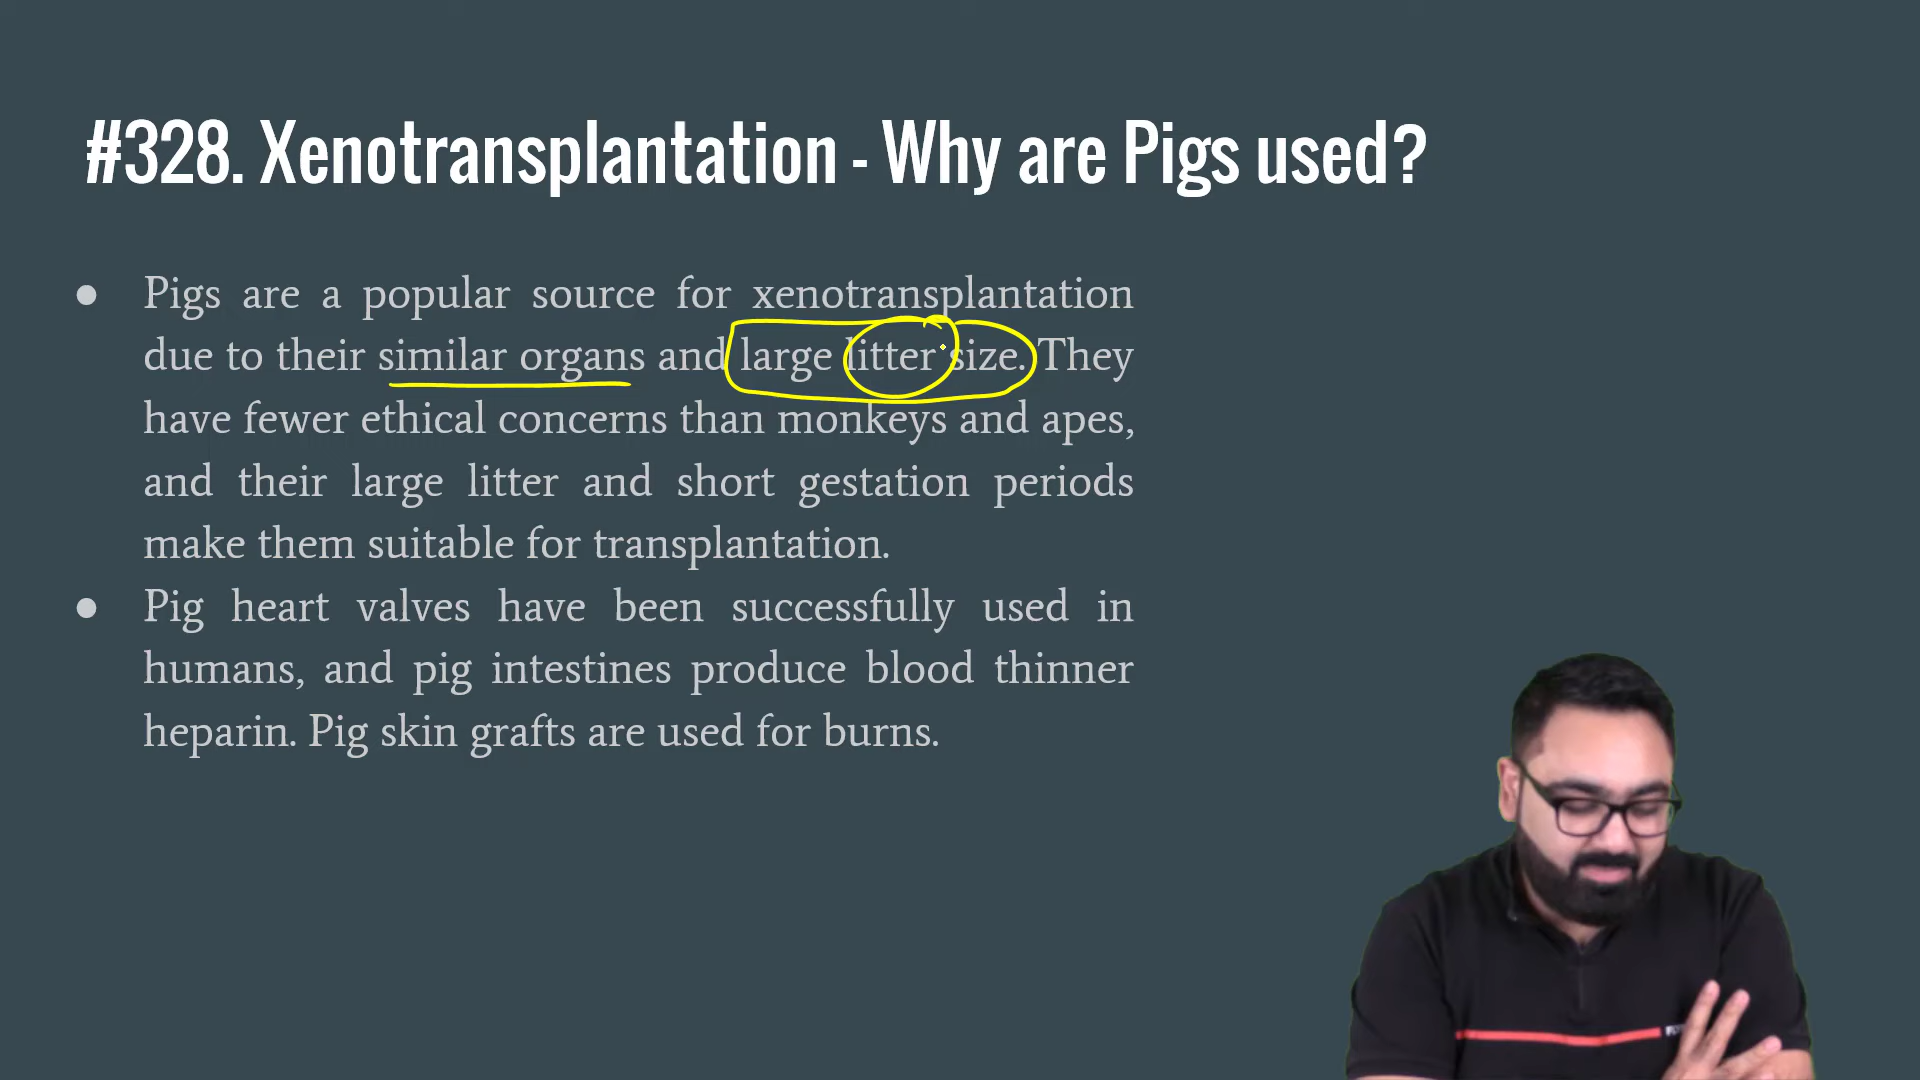 #328. Xenotransplantation - Why are Pigs used?
● Pigs are a popular source for xenotransplantation
due to their similar organs and large litter size. They
have fewer ethical concerns than monkeys and apes,
and their large litter and short gestation periods
make them suitable for transplantation.
● Pig heart valves have been successfully used in
humans, and pig intestines produce blood thinner
heparin. Pig skin grafts are used for burns.